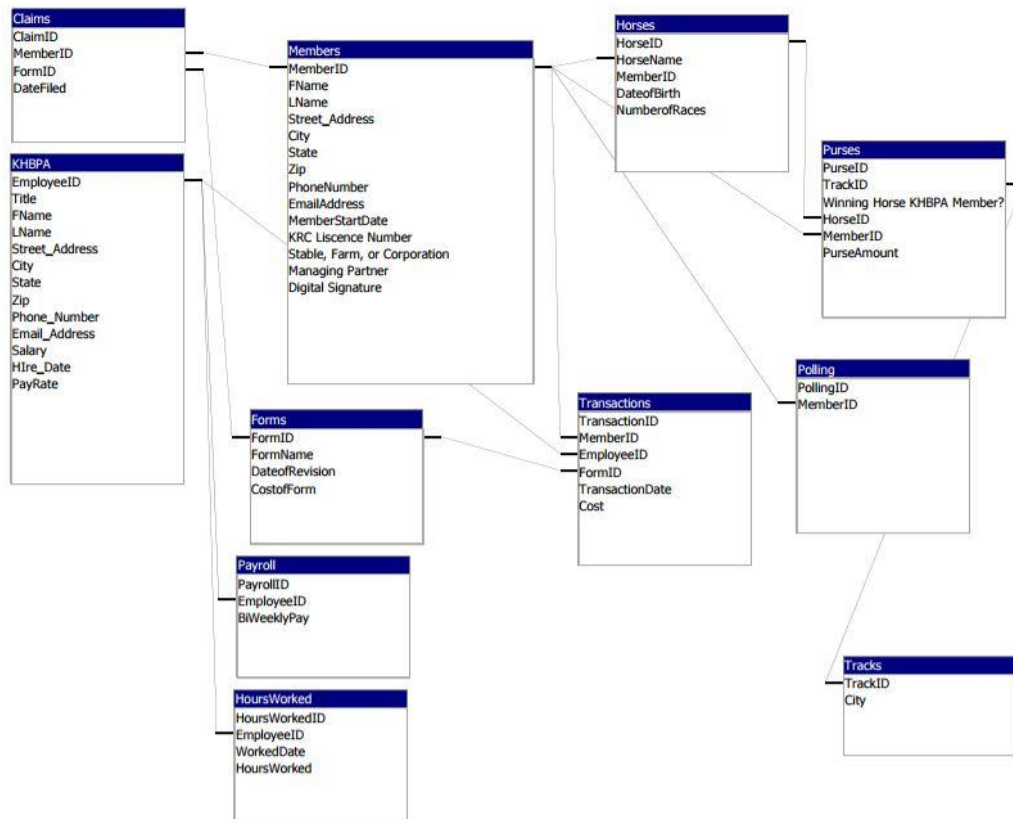 Claims
ClaimID
MemberID
FormID
DateFiled
KHBPA
EmployeeID
Title
FName
LName
Street_Address
City
State
Zip
Phone_Number
Email_Address
Salary
HIre_Date
PayRate
Members
MemberID
FName
LName
Street_Address
City
State
Zip
PhoneNumber
EmailAddress
MemberStartDate
KRC Liscence Number
Stable, Farm, or Corporation
Managing Partner
Digital Signature
Horses
HorseID
HorseName
MemberID
DateofBirth
NumberofRaces
Purses
PurseID
TrackID
Winning Horse KHBPA Member?
HorseID
MemberID
PurseAmount
Polling
PollingID
MemberID
Transactions
TransactionID
MemberID
EmployeeID
FormID
TransactionDate
Cost
Forms
FormID
FormName
DateofRevision
CostofForm
Payroll
PayrollID
EmployeeID
BiWeeklyPay
HoursWorked
HoursWorkedID
EmployeeID
WorkedDate
HoursWorked
Tracks
TrackID
City